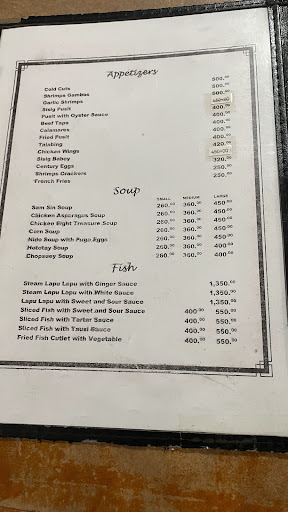 Appetizers
Cold Cuts 500.00
Shrimps Gambas 500.00
Garlic Shrimps 500.00
Sisig Pusit
Pusit with Oyster Sauce 400.00
Beef Tapa 400.00
Calamares 400.00
Fried Pusit 400.00
Talabing 400.00
Chicken Wings 420.00
Sisig Baboy
Century Eggs 320.00
Shrimps Crackers 250.00
French Fries 250.00
Soup
SMALL MEDIUM LARGE
Sam Sin Soup 260.00 360.00 450.00
Chicken Asparagus Soup 260.00 360.00 450.00
Chicken Eight Treasure Soup 260.00 360.00 450.00
Corn Soup 260.00 360.00 450.00
Nido Soup with Pugo Eggs 260.00 360.00 450.00
Hototay Soup 260.00 350.00 400.00
Chopsuey Soup 260.00 350.00 400.00
Fish
Steam Lapu Lapu with Ginger Sauce 1,350.00
Steam Lapu Lapu with White Sauce 1,350.00
Lapu Lapu with Sweet and Sour Sauce 1,350.00
Sliced Fish with Sweet and Sour Sauce 400.00 550.00
Sliced Fish with Tartar Sauce 400.00 550.00
Sliced Fish with Tausi Sauce 400.00 550.00
Fried Fish Cutlet with Vegetable 400.00 550.00